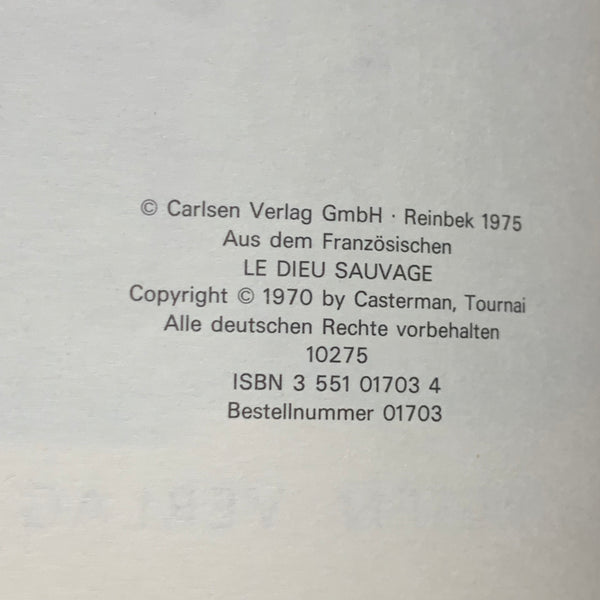 © Carlsen Verlag GmbH · Reinbek 1975
Aus dem Französischen
LE DIEU SAUVAGE
Copyright © 1970 by Casterman, Tournai
Alle deutschen Rechte vorbehalten
10275
ISBN 3 551 01703 4
Bestellnummer 01703